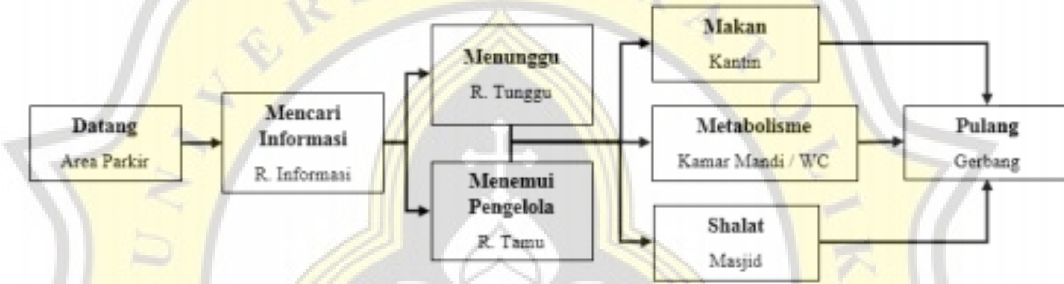 Datang
Area Parkir
Mencari
Informasi
R. Informasi
Menunggu
R. Tunggu
Menemui
Pengelola
R. Tamu
Makan
Kantin
Metabolisme
Kamar Mandi / WC
Shalat
Masjid
Pulang
Gerbang